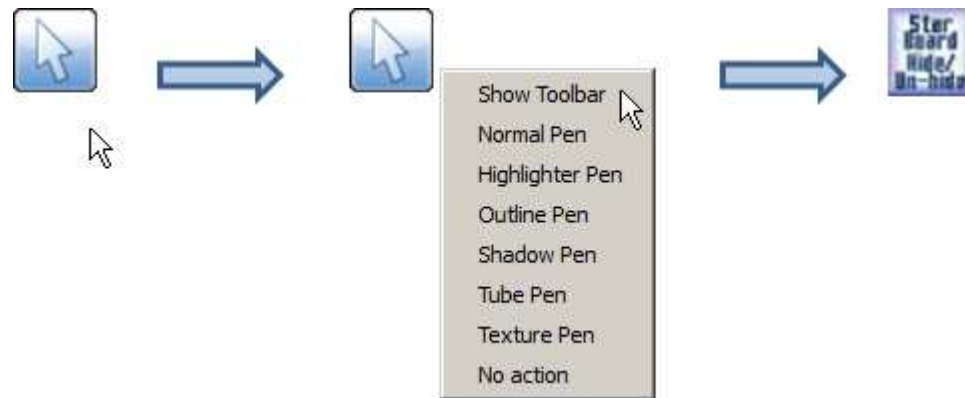 Show Toolbar
Normal Pen
Highlighter Pen
Outline Pen
Shadow Pen
Tube Pen
Texture Pen
No action
Star
Board
Hide/
Un-hide